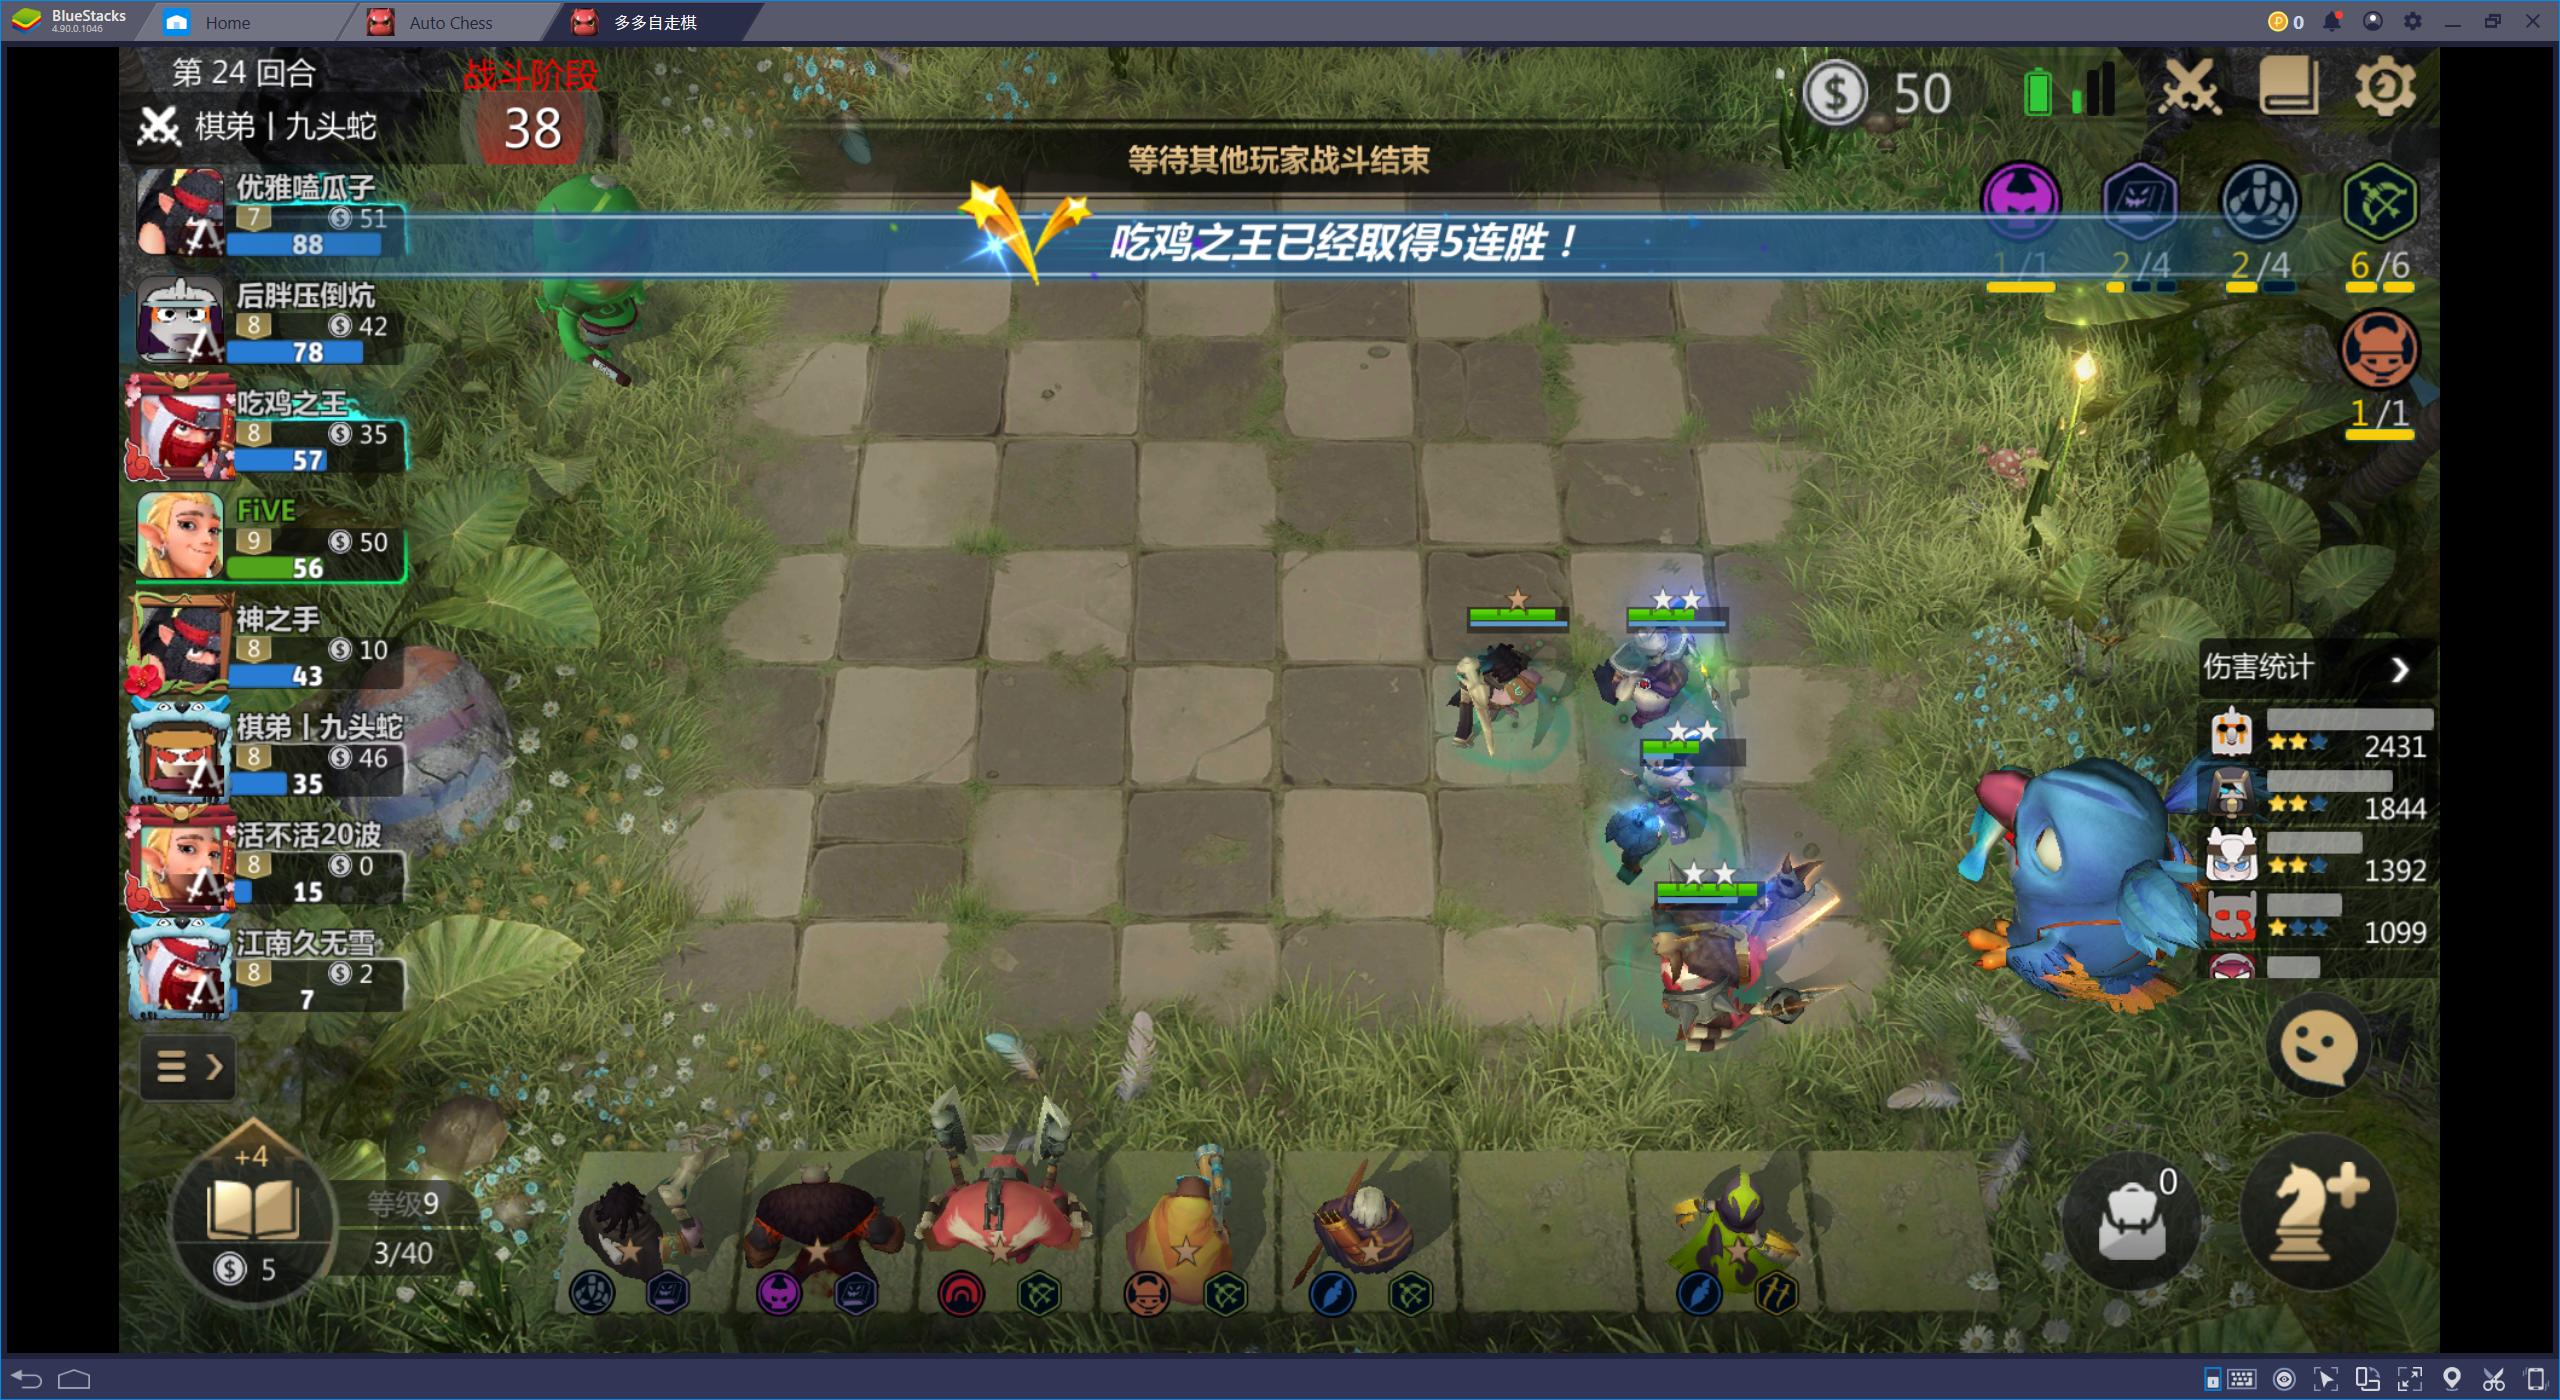 BlueStacks
4.90.0.1046
Home
Auto Chess
多多自走棋
0
第 24 回合
战斗阶段
棋弟丨九头蛇
38
50
等待其他玩家战斗结束
吃鸡之王已经取得5连胜！
1/1
2/4
2/4
6/6
1/1
优雅嗑瓜子
7
51
88
后胖压倒炕
8
42
78
吃鸡之王
8
35
57
FiVE
9
50
56
神之手
8
10
43
棋弟丨九头蛇
8
46
35
活不活20波
8
0
15
江南久无雪
8
2
7
伤害统计
2431
1844
1392
1099
+4
5
等级9
3/40
0